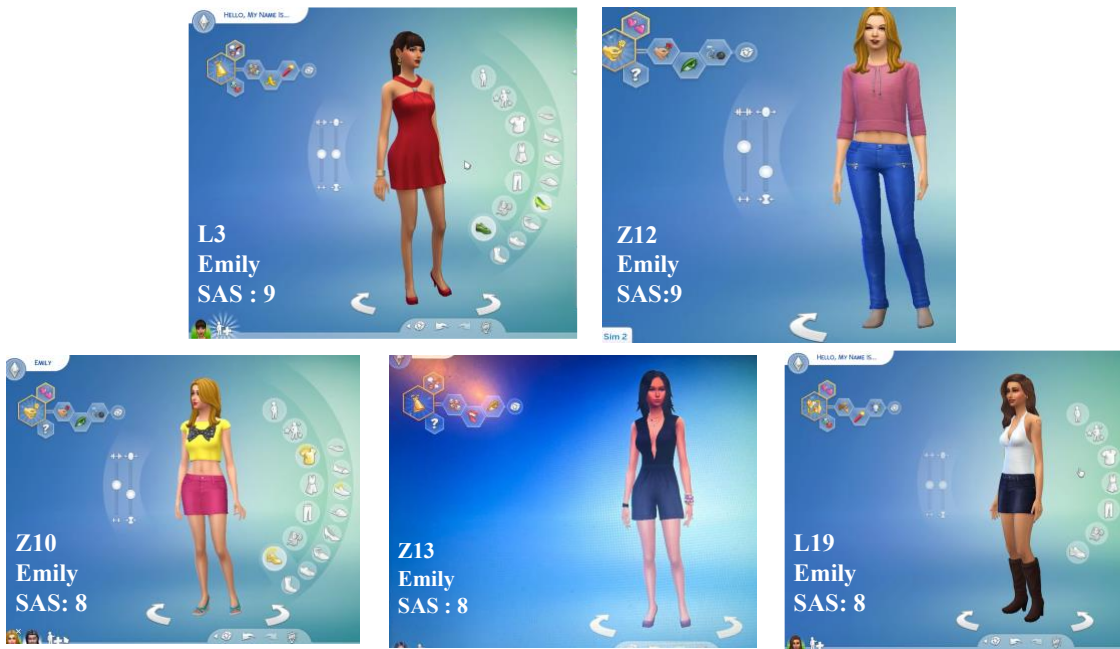 HELLO, MY NAME IS...
L3
Emily
SAS : 9
?
Z12
Emily
SAS:9
Sim 2
EMILY
?
Z10
Emily
SAS: 8
?
Z13
Emily
SAS : 8
HELLO, MY NAME IS...
L19
Emily
SAS: 8